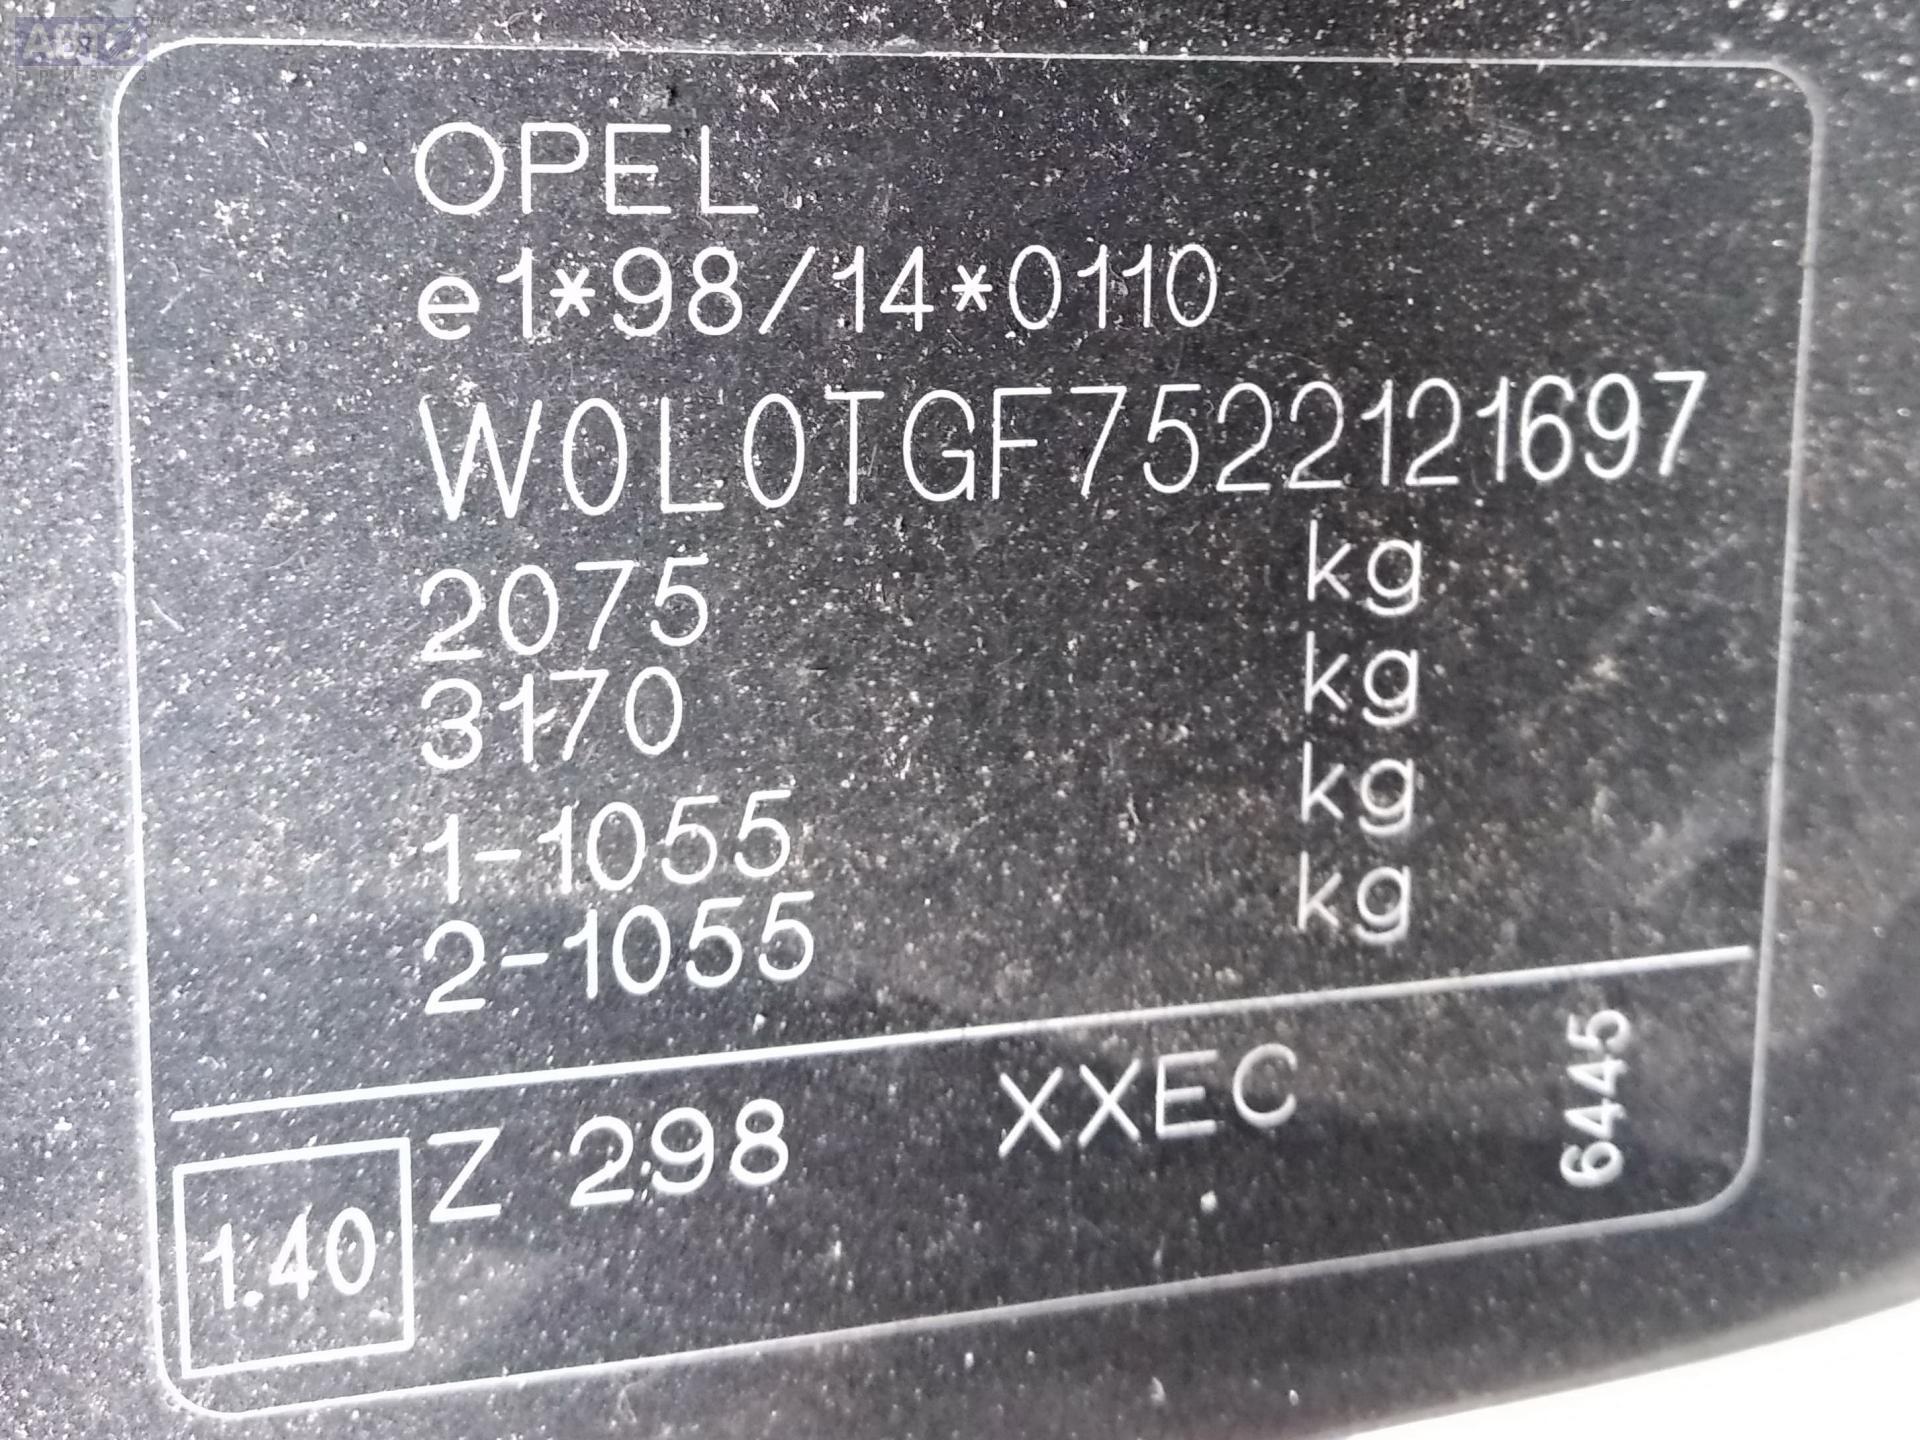 OPEL
e1*98/14*0110
W0L0TGF7522121697
2075 kg
3170 kg
1-1055 kg
2-1055 kg
1.40 Z 298 XXEC 6445